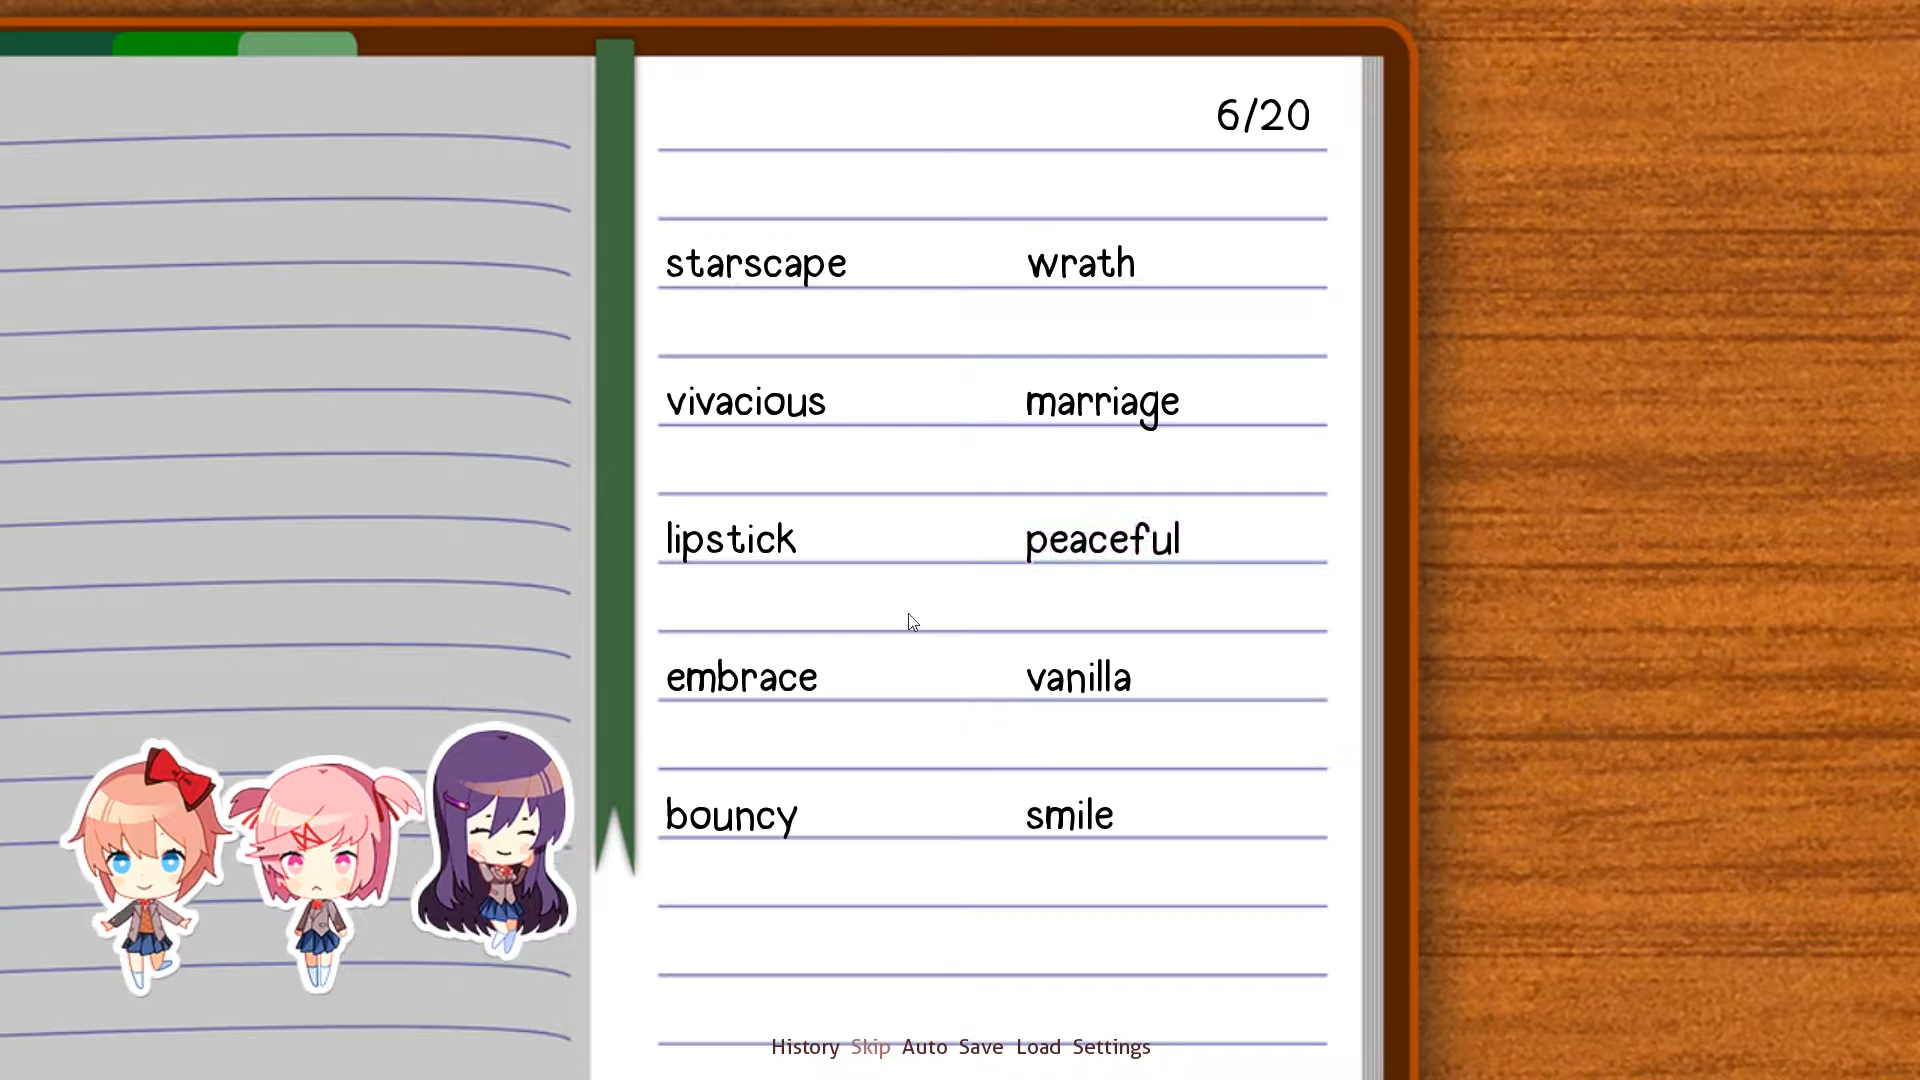 6/20
starscape wrath
vivacious marriage
lipstick peaceful
embrace vanilla
bouncy smile
History Skip Auto Save Load Settings